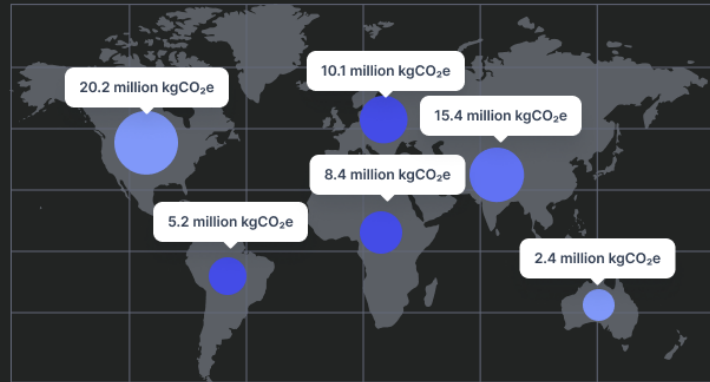 10.1 million kgCO₂e
20.2 million kgCO₂e
15.4 million kgCO₂e
8.4 million kgCO₂e
5.2 million kgCO₂e
2.4 million kgCO₂e